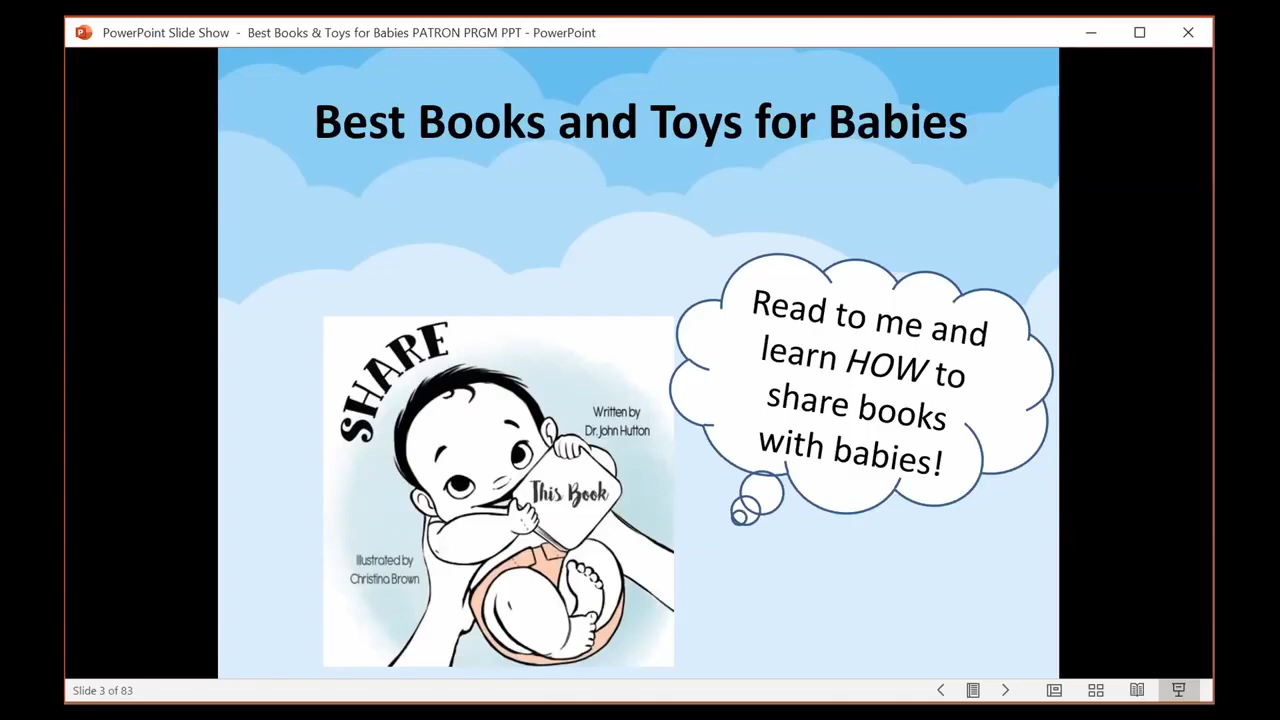 PowerPoint Slide Show - Best Books & Toys for Babies PATRON PRGM PPT - PowerPoint
Best Books and Toys for Babies
Read to me and
learn HOW to
share books
with babies!
SHARE
Written by
Dr. John Hutton
This Book
Illustrated by
Christina Brown
Slide 3 of 83